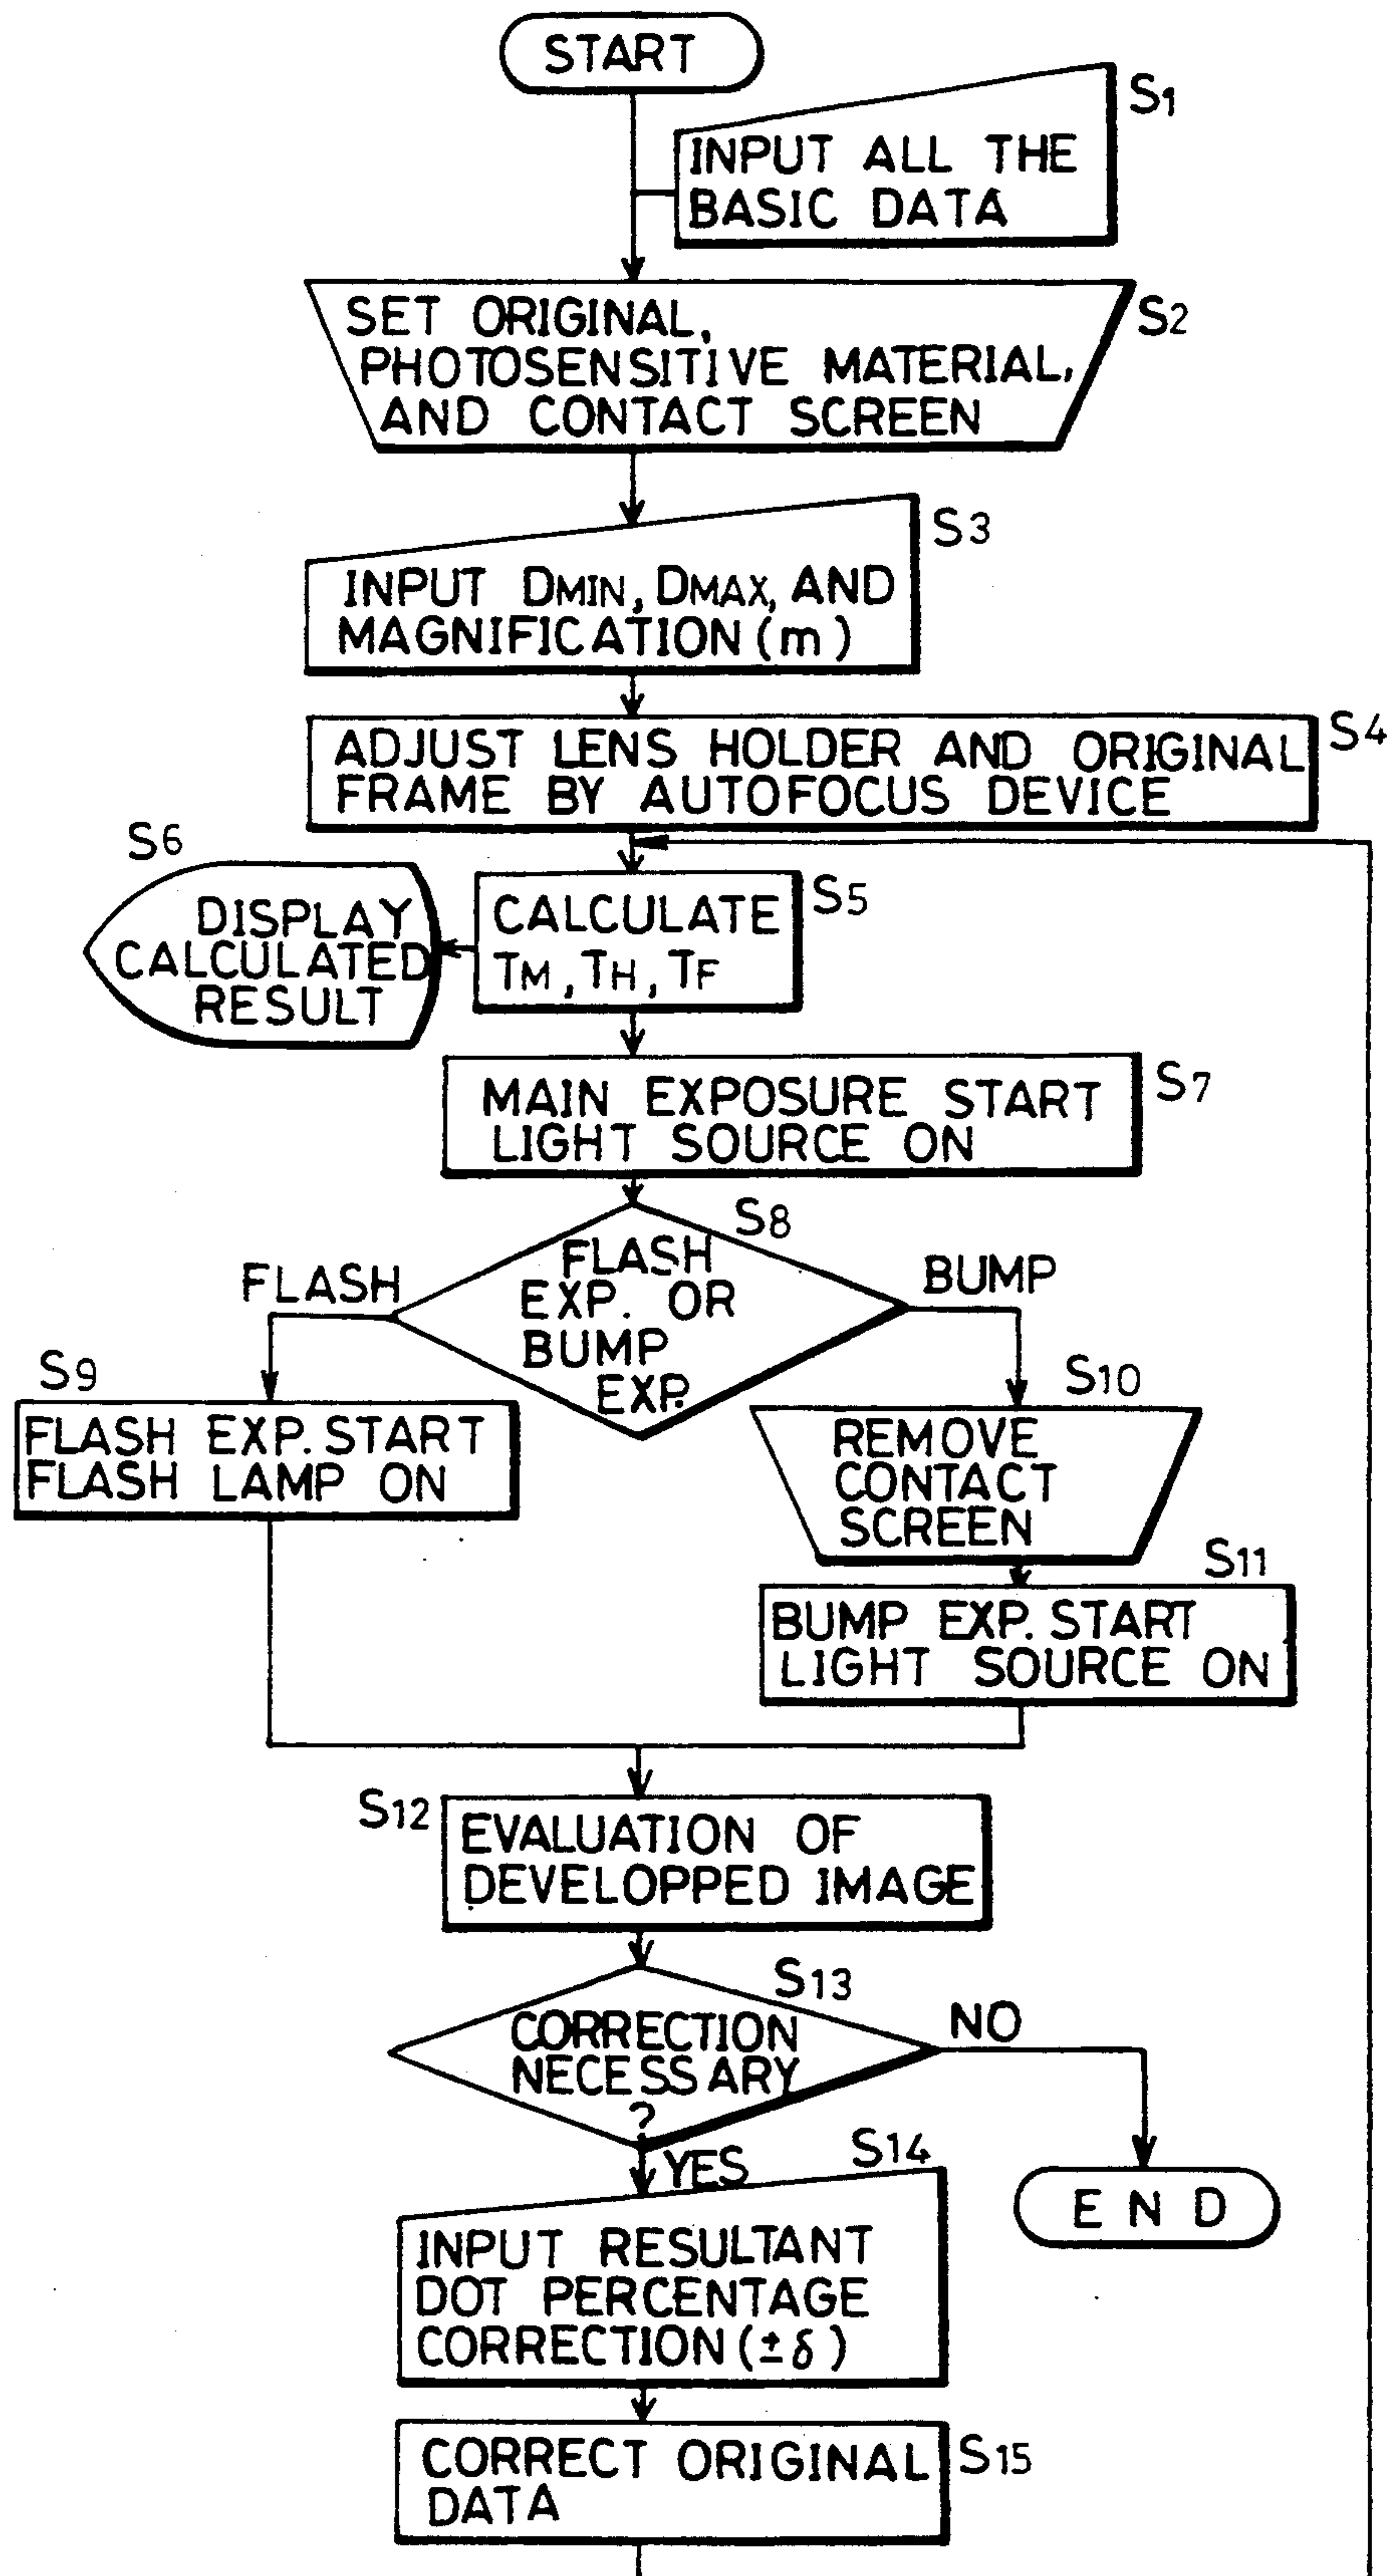 START
S1
INPUT ALL THE
BASIC DATA
SET ORIGINAL,
PHOTOSENSITIVE MATERIAL,
AND CONTACT SCREEN
S2
S3
INPUT DMIN, DMAX, AND
MAGNIFICATION (m)
S4
ADJUST LENS HOLDER AND ORIGINAL
FRAME BY AUTOFOCUS DEVICE
S6
DISPLAY
CALCULATED
RESULT
S5
CALCULATE
TM, TH, TF
S7
MAIN EXPOSURE START
LIGHT SOURCE ON
S8
FLASH
EXP. OR
BUMP
EXP.
FLASH
BUMP
S9
FLASH EXP. START
FLASH LAMP ON
S10
REMOVE
CONTACT
SCREEN
S11
BUMP EXP. START
LIGHT SOURCE ON
S12
EVALUATION OF
DEVELOPPED IMAGE
S13
CORRECTION
NECESSARY
?
NO
YES
END
S14
INPUT RESULTANT
DOT PERCENTAGE
CORRECTION (±δ)
S15
CORRECT ORIGINAL
DATA